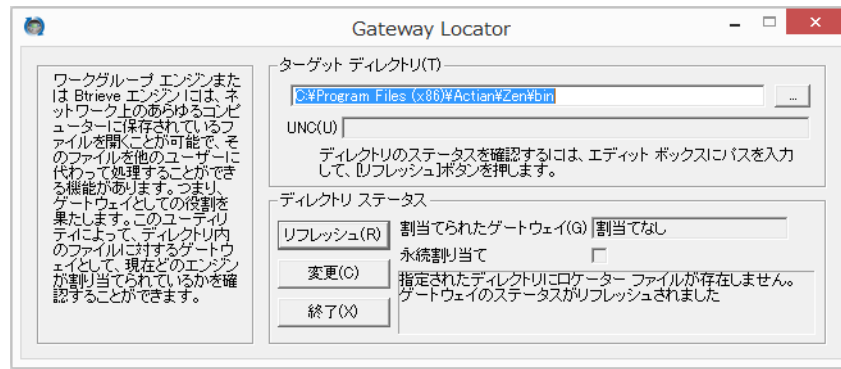 Gateway Locator
ワークグループ エンジンまた
は Btrieve エンジン には、ネ
ットワーク上のあらゆるコンピ
ューターに保存されているフ
ァイルを開くことが可能で、そ
のファイルを他のユーザーに
代わって処理することができ
る機能があります。つまり、
ゲートウェイとしての役割を
果たします。このユーティリ
ティによって、ディレクトリ内
のファイルに対するゲートウ
ェイとして、現在どのエンジン
が割り当てられているかを確
認することができます。
ターゲット ディレクトリ(T)
C:¥Program Files (x86)¥Actian¥Zen¥bin
...
UNC(U)
ディレクトリのステータスを確認するには、エディット ボックスにパスを入力
して、[リフレッシュ]ボタンを押します。
ディレクトリ ステータス
リフレッシュ(R)
割当てられたゲートウェイ(G) 割当てなし
永続割り当て
変更(C)
指定されたディレクトリにロケーター ファイルが存在しません。
ゲートウェイのステータスがリフレッシュされました
終了(X)